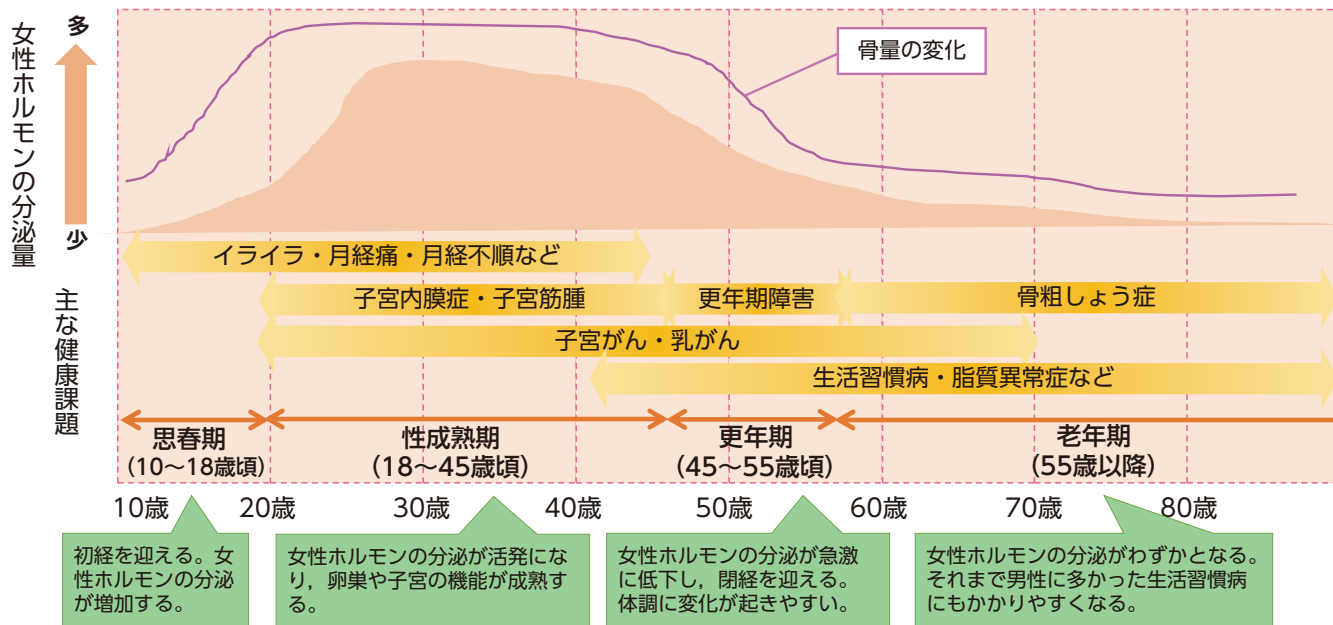 女性ホルモンの分泌量
多
少
骨量の変化
主な健康課題
イライラ・月経痛・月経不順など
子宮内膜症・子宮筋腫
更年期障害
骨粗しょう症
子宮がん・乳がん
生活習慣病・脂質異常症など
思春期
(10〜18歳頃)
性成熟期
(18〜45歳頃)
更年期
(45〜55歳頃)
老年期
(55歳以降)
10歳
20歳
30歳
40歳
50歳
60歳
70歳
80歳
初経を迎える。女
性ホルモンの分泌
が増加する。
女性ホルモンの分泌が活発にな
り，卵巣や子宮の機能が成熟す
る。
女性ホルモンの分泌が急激
に低下し，閉経を迎える。
体調に変化が起きやすい。
女性ホルモンの分泌がわずかとなる。
それまで男性に多かった生活習慣病
にもかかりやすくなる。